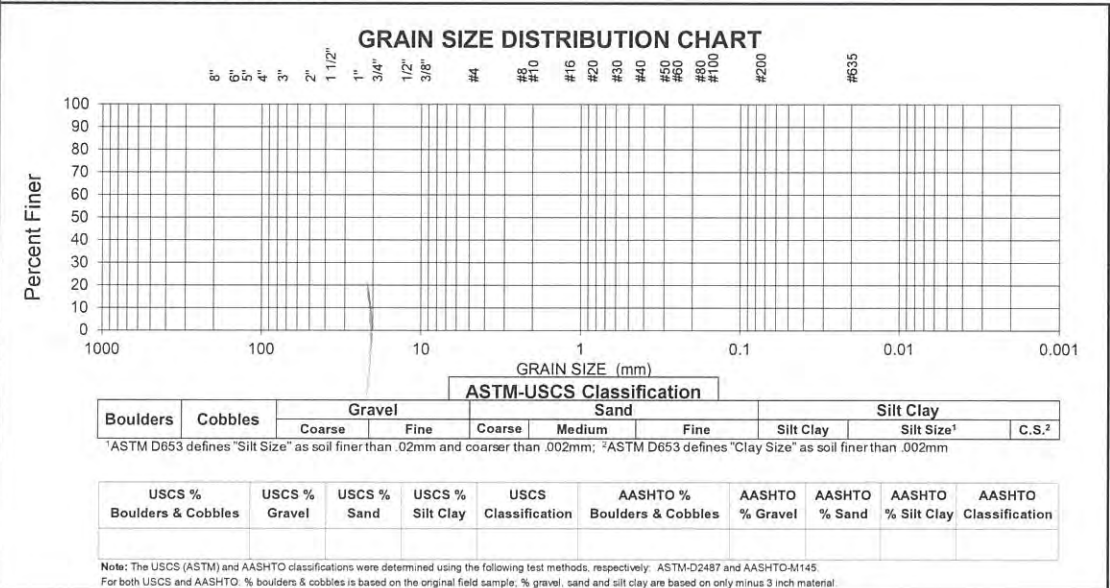 GRAIN SIZE DISTRIBUTION CHART
8" 6" 5" 4" 3" 2" 1 1/2" 1" 3/4" 1/2" 3/8" #4 #8 #10 #16 #20 #30 #40 #50 #60 #80 #100 #200 #635
Percent Finer
100
90
80
70
60
50
40
30
20
10
0
1000 100 10 1 0.1 0.01 0.001
GRAIN SIZE (mm)
ASTM-USCS Classification
Boulders Cobbles Gravel Sand Silt Clay
Coarse Fine Coarse Medium Fine Silt Clay Silt Size¹ C.S.²
¹ASTM D653 defines "Silt Size" as soil finer than .02mm and coarser than .002mm; ²ASTM D653 defines "Clay Size" as soil finer than .002mm
USCS % USCS % USCS % USCS % USCS AASHTO % AASHTO AASHTO AASHTO AASHTO
Boulders & Cobbles Gravel Sand Silt Clay Classification Boulders & Cobbles % Gravel % Sand % Silt Clay Classification
Note: The USCS (ASTM) and AASHTO classifications were determined using the following test methods, respectively: ASTM-D2487 and AASHTO-M145.
For both USCS and AASHTO: % boulders & cobbles is based on the original field sample; % gravel, sand and silt clay are based on only minus 3 inch material.